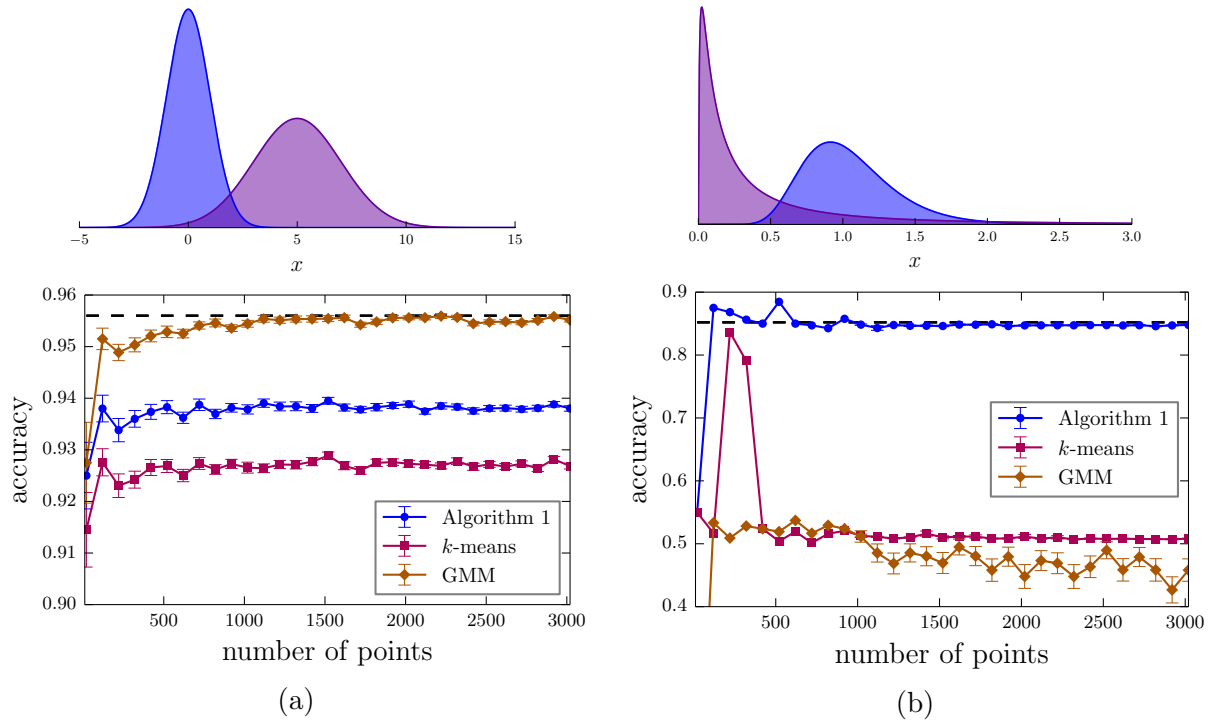 −5 0 5 10 15
x
0.96
0.95
0.94
0.93
0.92
0.91
0.90
accuracy
Algorithm 1
k-means
GMM
500 1000 1500 2000 2500 3000
number of points
(a)
0.0 0.5 1.0 1.5 2.0 2.5 3.0
x
0.9
0.8
0.7
0.6
0.5
0.4
accuracy
Algorithm 1
k-means
GMM
500 1000 1500 2000 2500 3000
number of points
(b)